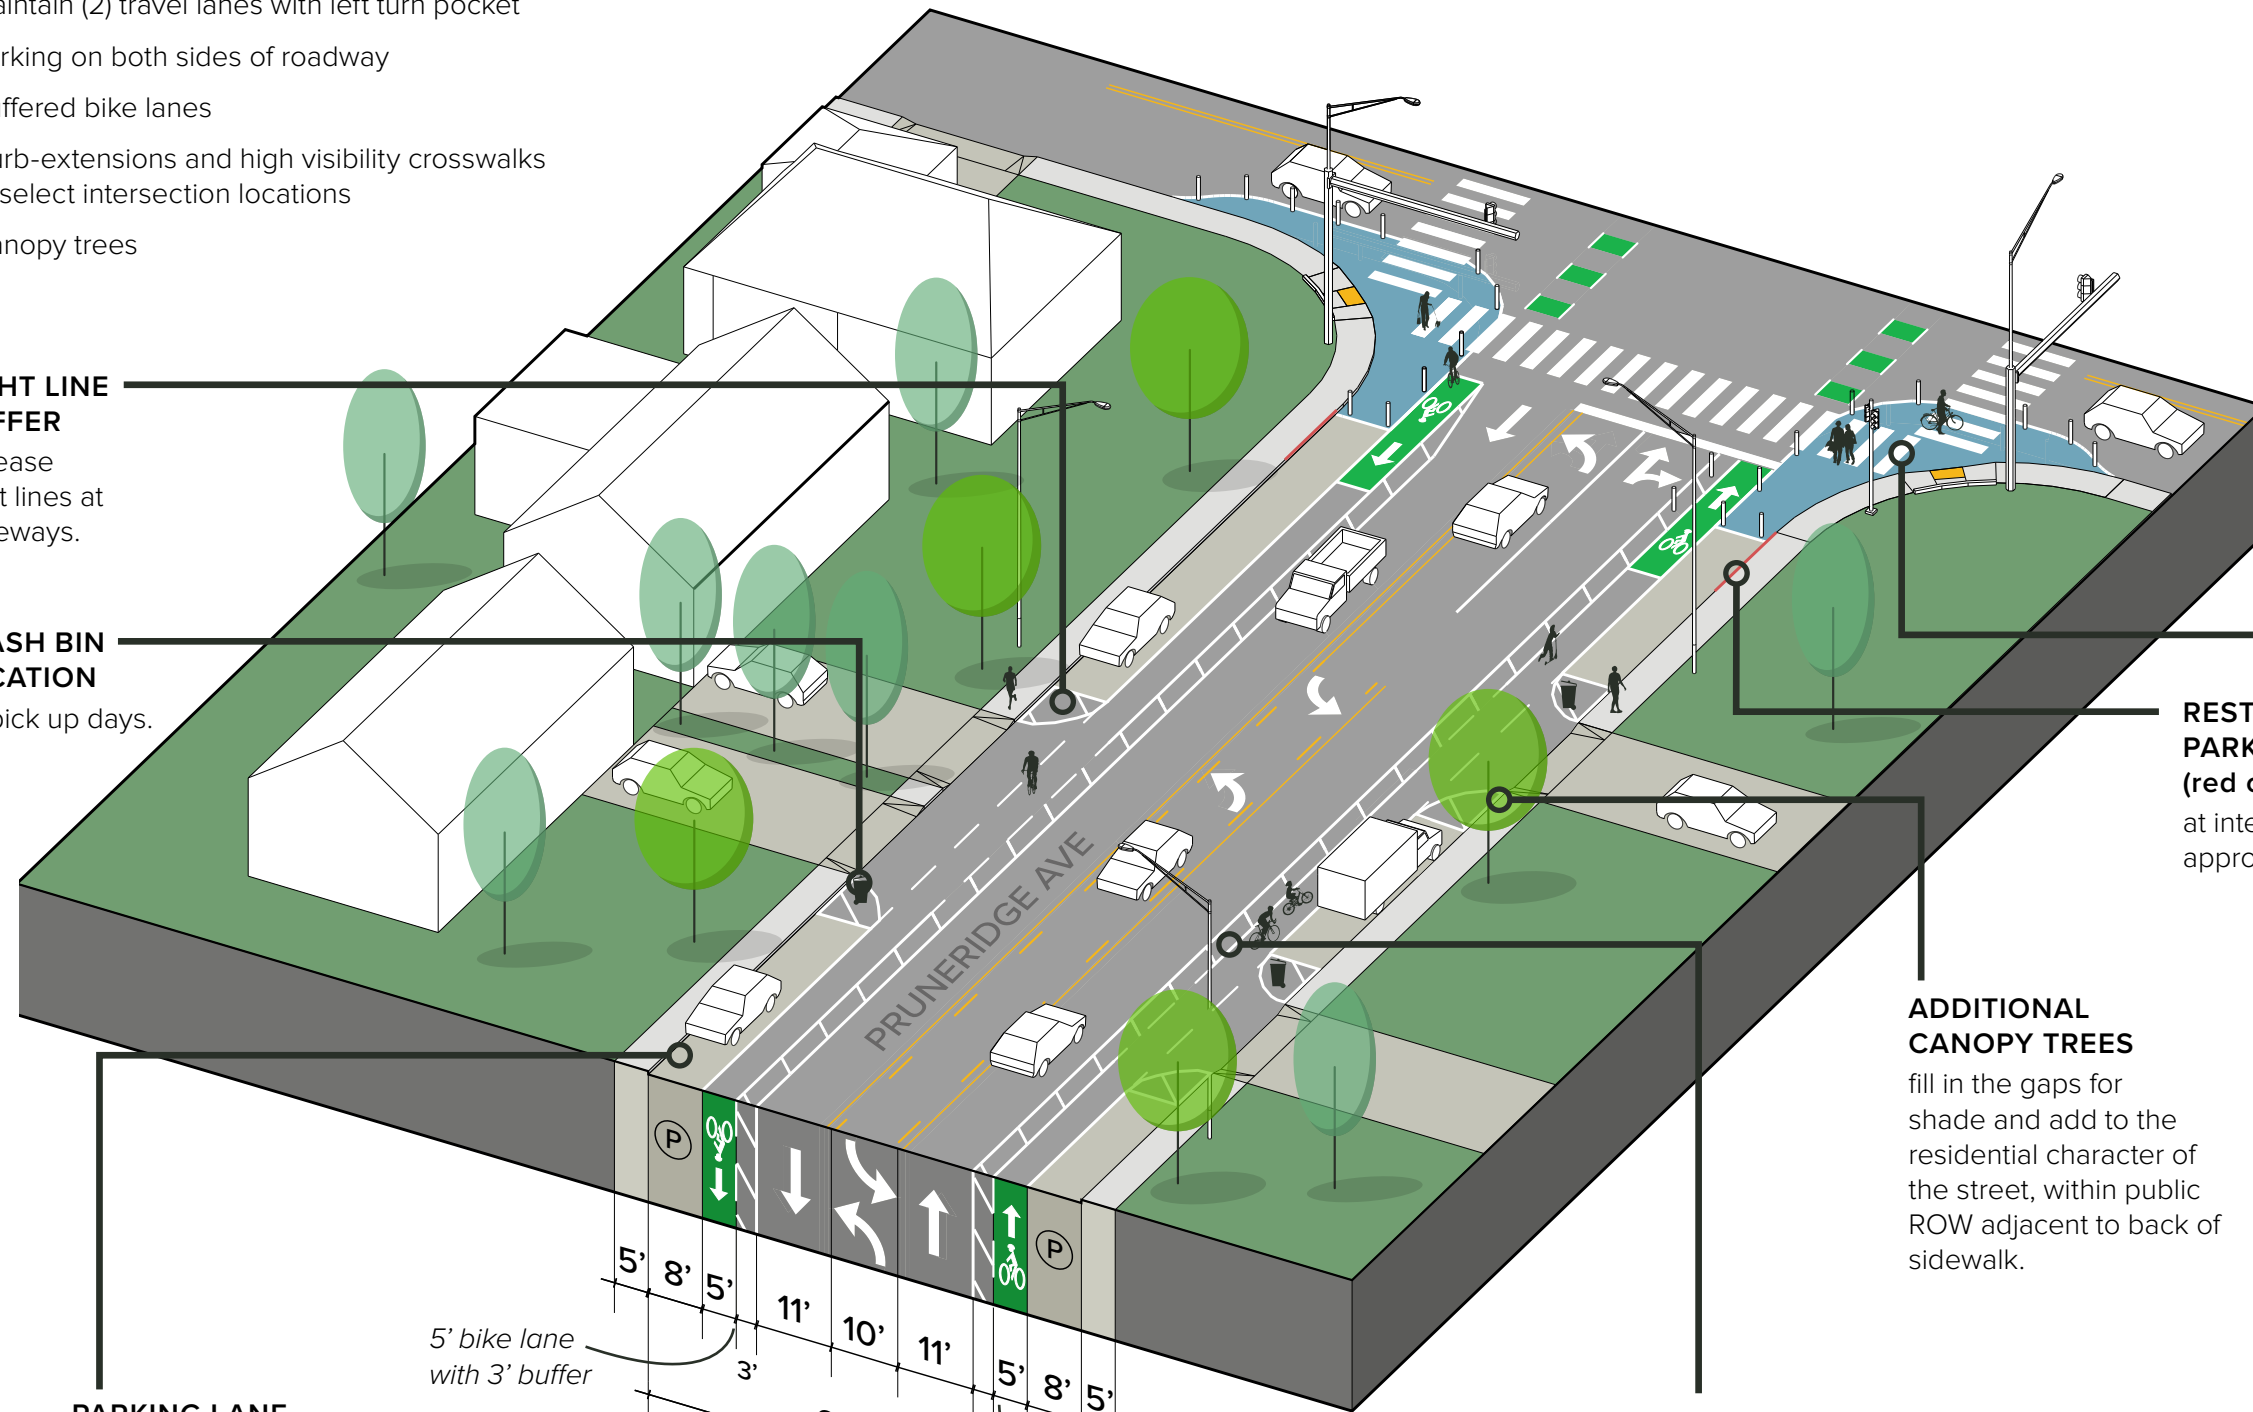 aintain (2) travel lanes with left turn pocket
rking on both sides of roadway
ffered bike lanes
urb-extensions and high visibility crosswalks
select intersection locations
anopy trees
HT LINE
FFER
ease
t lines at
eways.
ASH BIN
CATION
pick up days.
REST
PARK
(red c
at inte
appro
PRUNERIDGE AVE
ADDITIONAL
CANOPY TREES
fill in the gaps for
shade and add to the
residential character of
the street, within public
ROW adjacent to back of
sidewalk.
P
P
5’ 8’ 5’ 11’ 10’ 11’ 5’ 8’ 5’
3’
5’ bike lane
with 3’ buffer
PARKING LANE